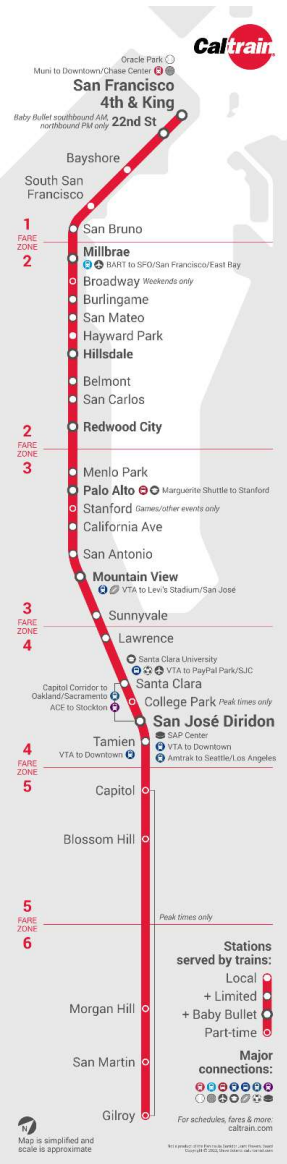 Caltrain
Oracle Park
Muni to Downtown/Chase Center
San Francisco
4th & King
Baby Bullet southbound AM,
northbound PM only
22nd St
Bayshore
South San
Francisco
1
FARE
ZONE
2
San Bruno
Millbrae
BART to SFO/San Francisco/East Bay
Broadway Weekends only
Burlingame
San Mateo
Hayward Park
Hillsdale
Belmont
San Carlos
Redwood City
2
FARE
ZONE
3
Menlo Park
Palo Alto Marguerite Shuttle to Stanford
Stanford Games/other events only
California Ave
San Antonio
Mountain View
VTA to Levi's Stadium/San José
3
FARE
ZONE
4
Sunnyvale
Lawrence
Santa Clara University
VTA to PayPal Park/SJC
Santa Clara
Capitol Corridor to
Oakland/Sacramento
ACE to Stockton
College Park Peak times only
San José Diridon
SAP Center
VTA to Downtown
Amtrak to Seattle/Los Angeles
Tamien
VTA to Downtown
4
FARE
ZONE
5
Capitol
Blossom Hill
5
FARE
ZONE
6
Peak times only
Morgan Hill
San Martin
Gilroy
Stations
served by trains:
Local
+ Limited
+ Baby Bullet
Part-time
Major
connections:
For schedules, fares & more:
caltrain.com
N
Map is simplified and
scale is approximate